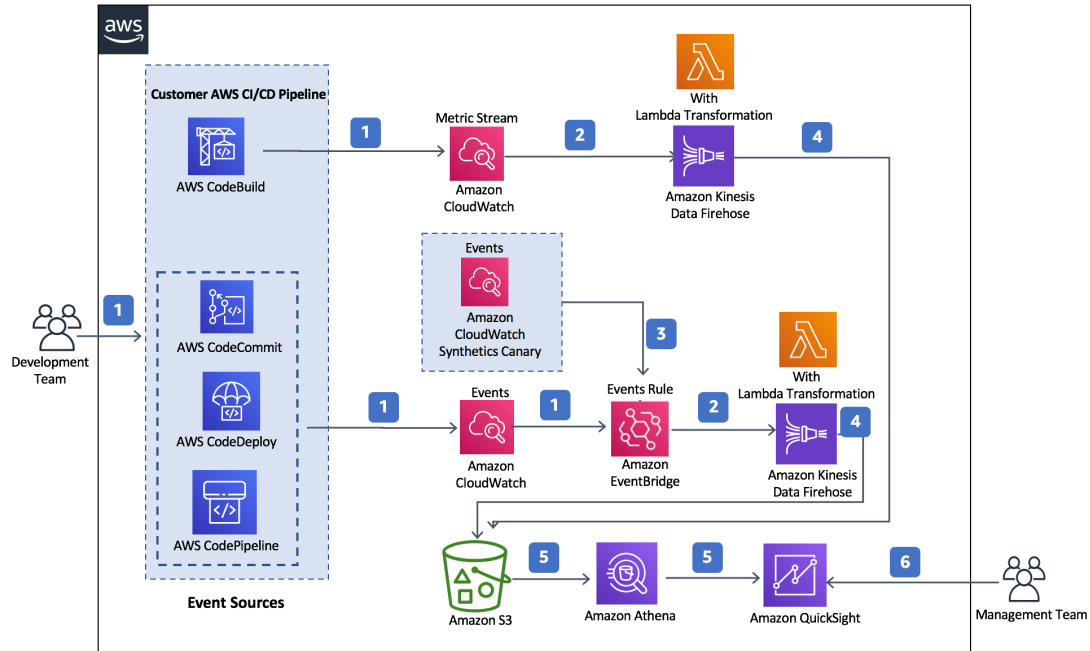 aws
Customer AWS CI/CD Pipeline
AWS CodeBuild
1
Metric Stream
Amazon
CloudWatch
2
With
Lambda Transformation
Amazon Kinesis
Data Firehose
4
Events
Amazon
CloudWatch
Synthetics Canary
3
Development
Team
1
AWS CodeCommit
AWS CodeDeploy
AWS CodePipeline
Event Sources
1
Events
Amazon
CloudWatch
1
Events Rule
Amazon
EventBridge
2
With
Lambda Transformation
Amazon Kinesis
Data Firehose
4
Amazon S3
5
Amazon Athena
5
Amazon QuickSight
6
Management Team